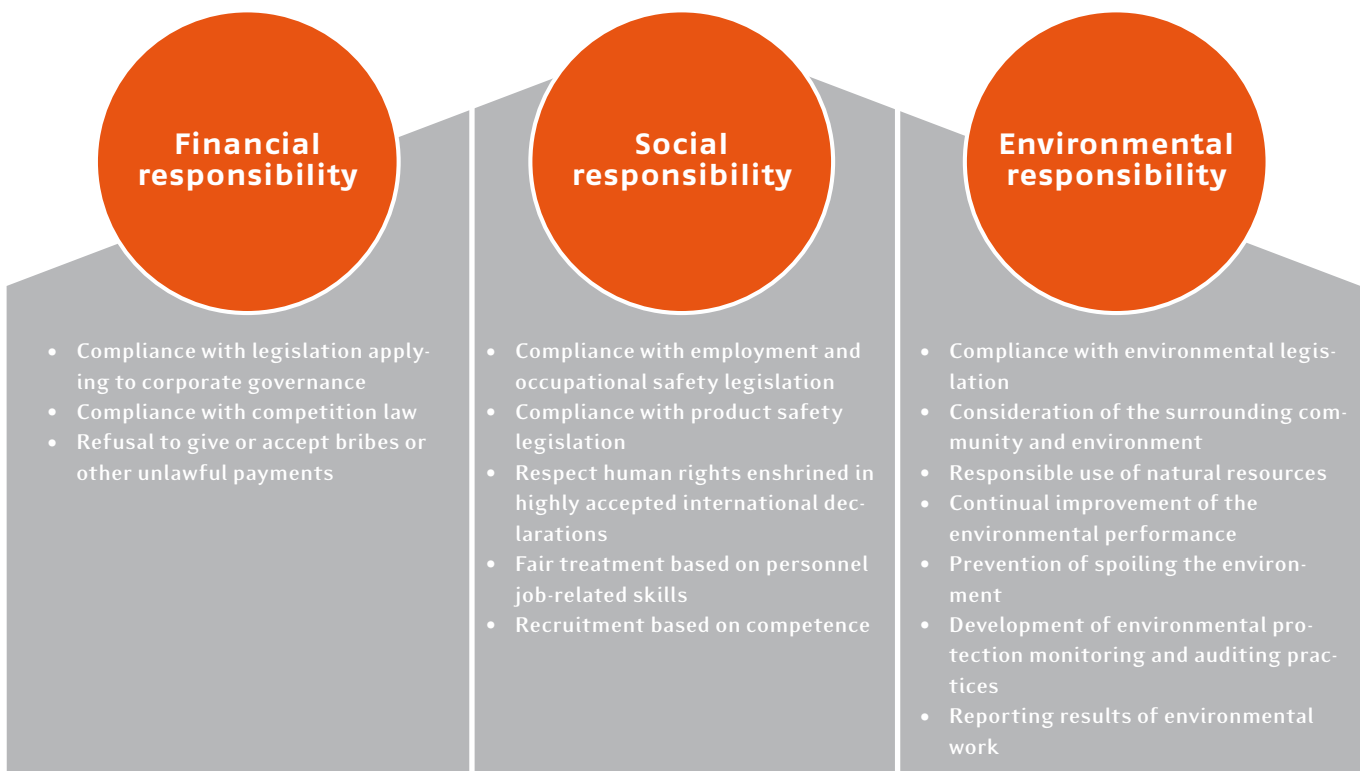 Financial
responsibility
• Compliance with legislation apply-
ing to corporate governance
• Compliance with competition law
• Refusal to give or accept bribes or
other unlawful payments
Social
responsibility
• Compliance with employment and
occupational safety legislation
• Compliance with product safety
legislation
• Respect human rights enshrined in
highly accepted international dec-
larations
• Fair treatment based on personnel
job-related skills
• Recruitment based on competence
Environmental
responsibility
• Compliance with environmental legis-
lation
• Consideration of the surrounding com-
munity and environment
• Responsible use of natural resources
• Continual improvement of the
environmental performance
• Prevention of spoiling the environ-
ment
• Development of environmental pro-
tection monitoring and auditing prac-
tices
• Reporting results of environmental
work